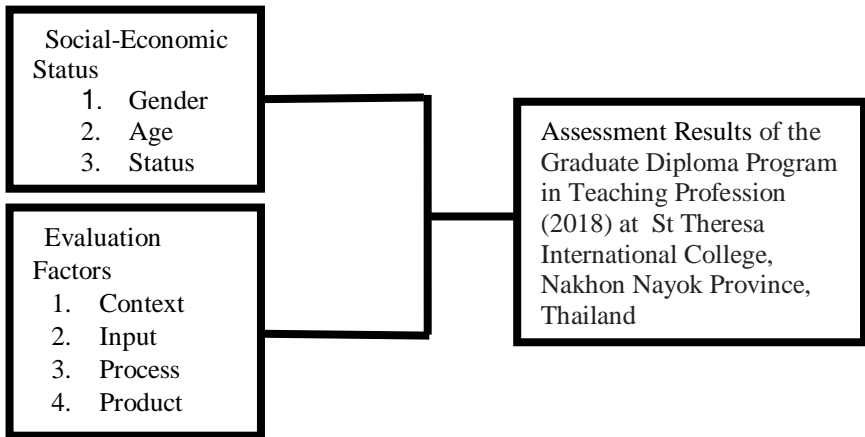 Social-Economic
Status
1. Gender
2. Age
3. Status
Evaluation
Factors
1. Context
2. Input
3. Process
4. Product
Assessment Results of the
Graduate Diploma Program
in Teaching Profession
(2018) at St Theresa
International College,
Nakhon Nayok Province,
Thailand